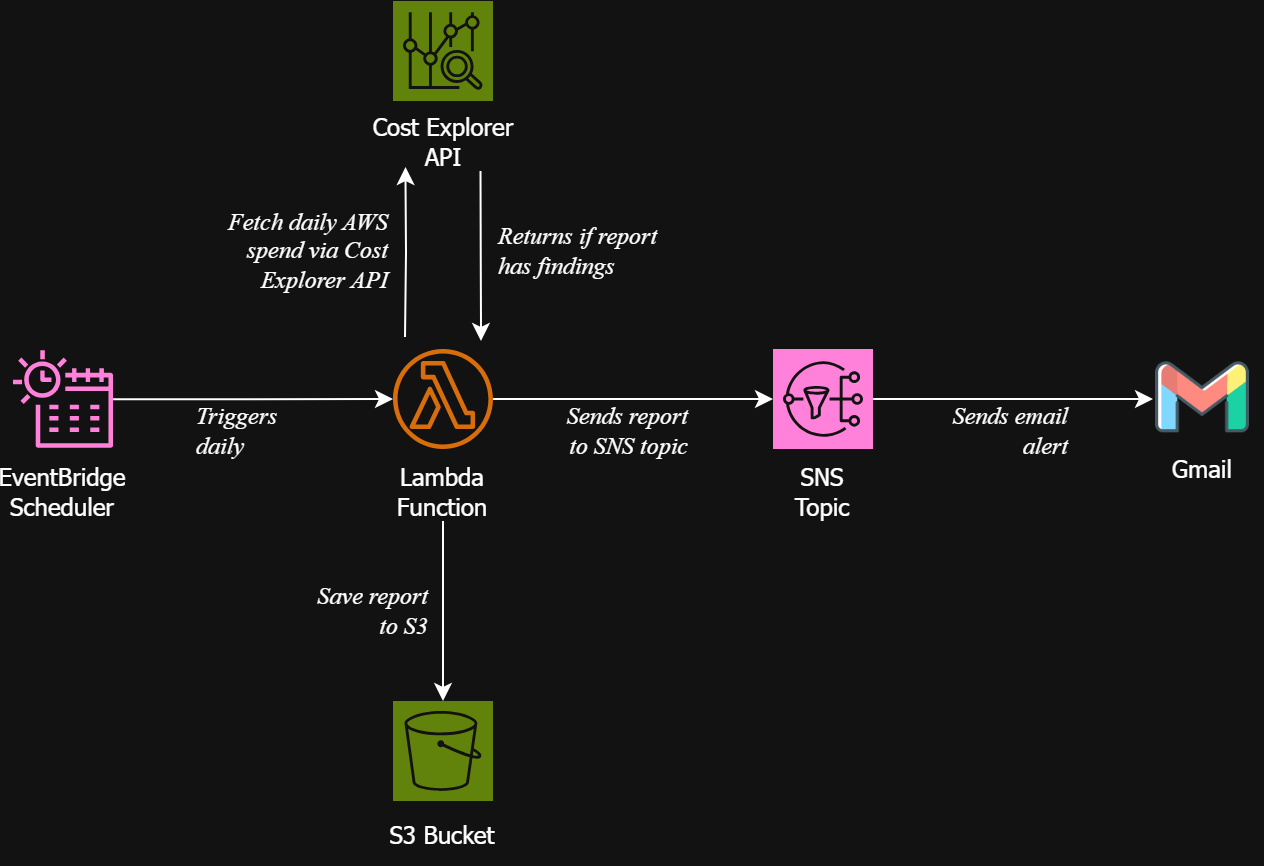 Cost Explorer
API
Fetch daily AWS
spend via Cost
Explorer API
Returns if report
has findings
EventBridge
Scheduler
Triggers
daily
Lambda
Function
Sends report
to SNS topic
SNS
Topic
Sends email
alert
Gmail
Save report
to S3
S3 Bucket